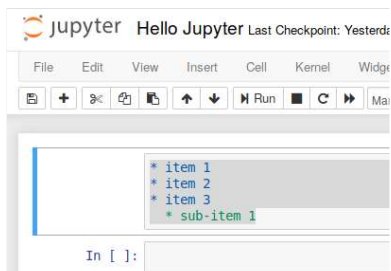 jupyter Hello Jupyter Last Checkpoint: Yesterda
File Edit View Insert Cell Kernel Widge
Run Mar
* item 1
* item 2
* item 3
* sub-item 1
In [ ]: